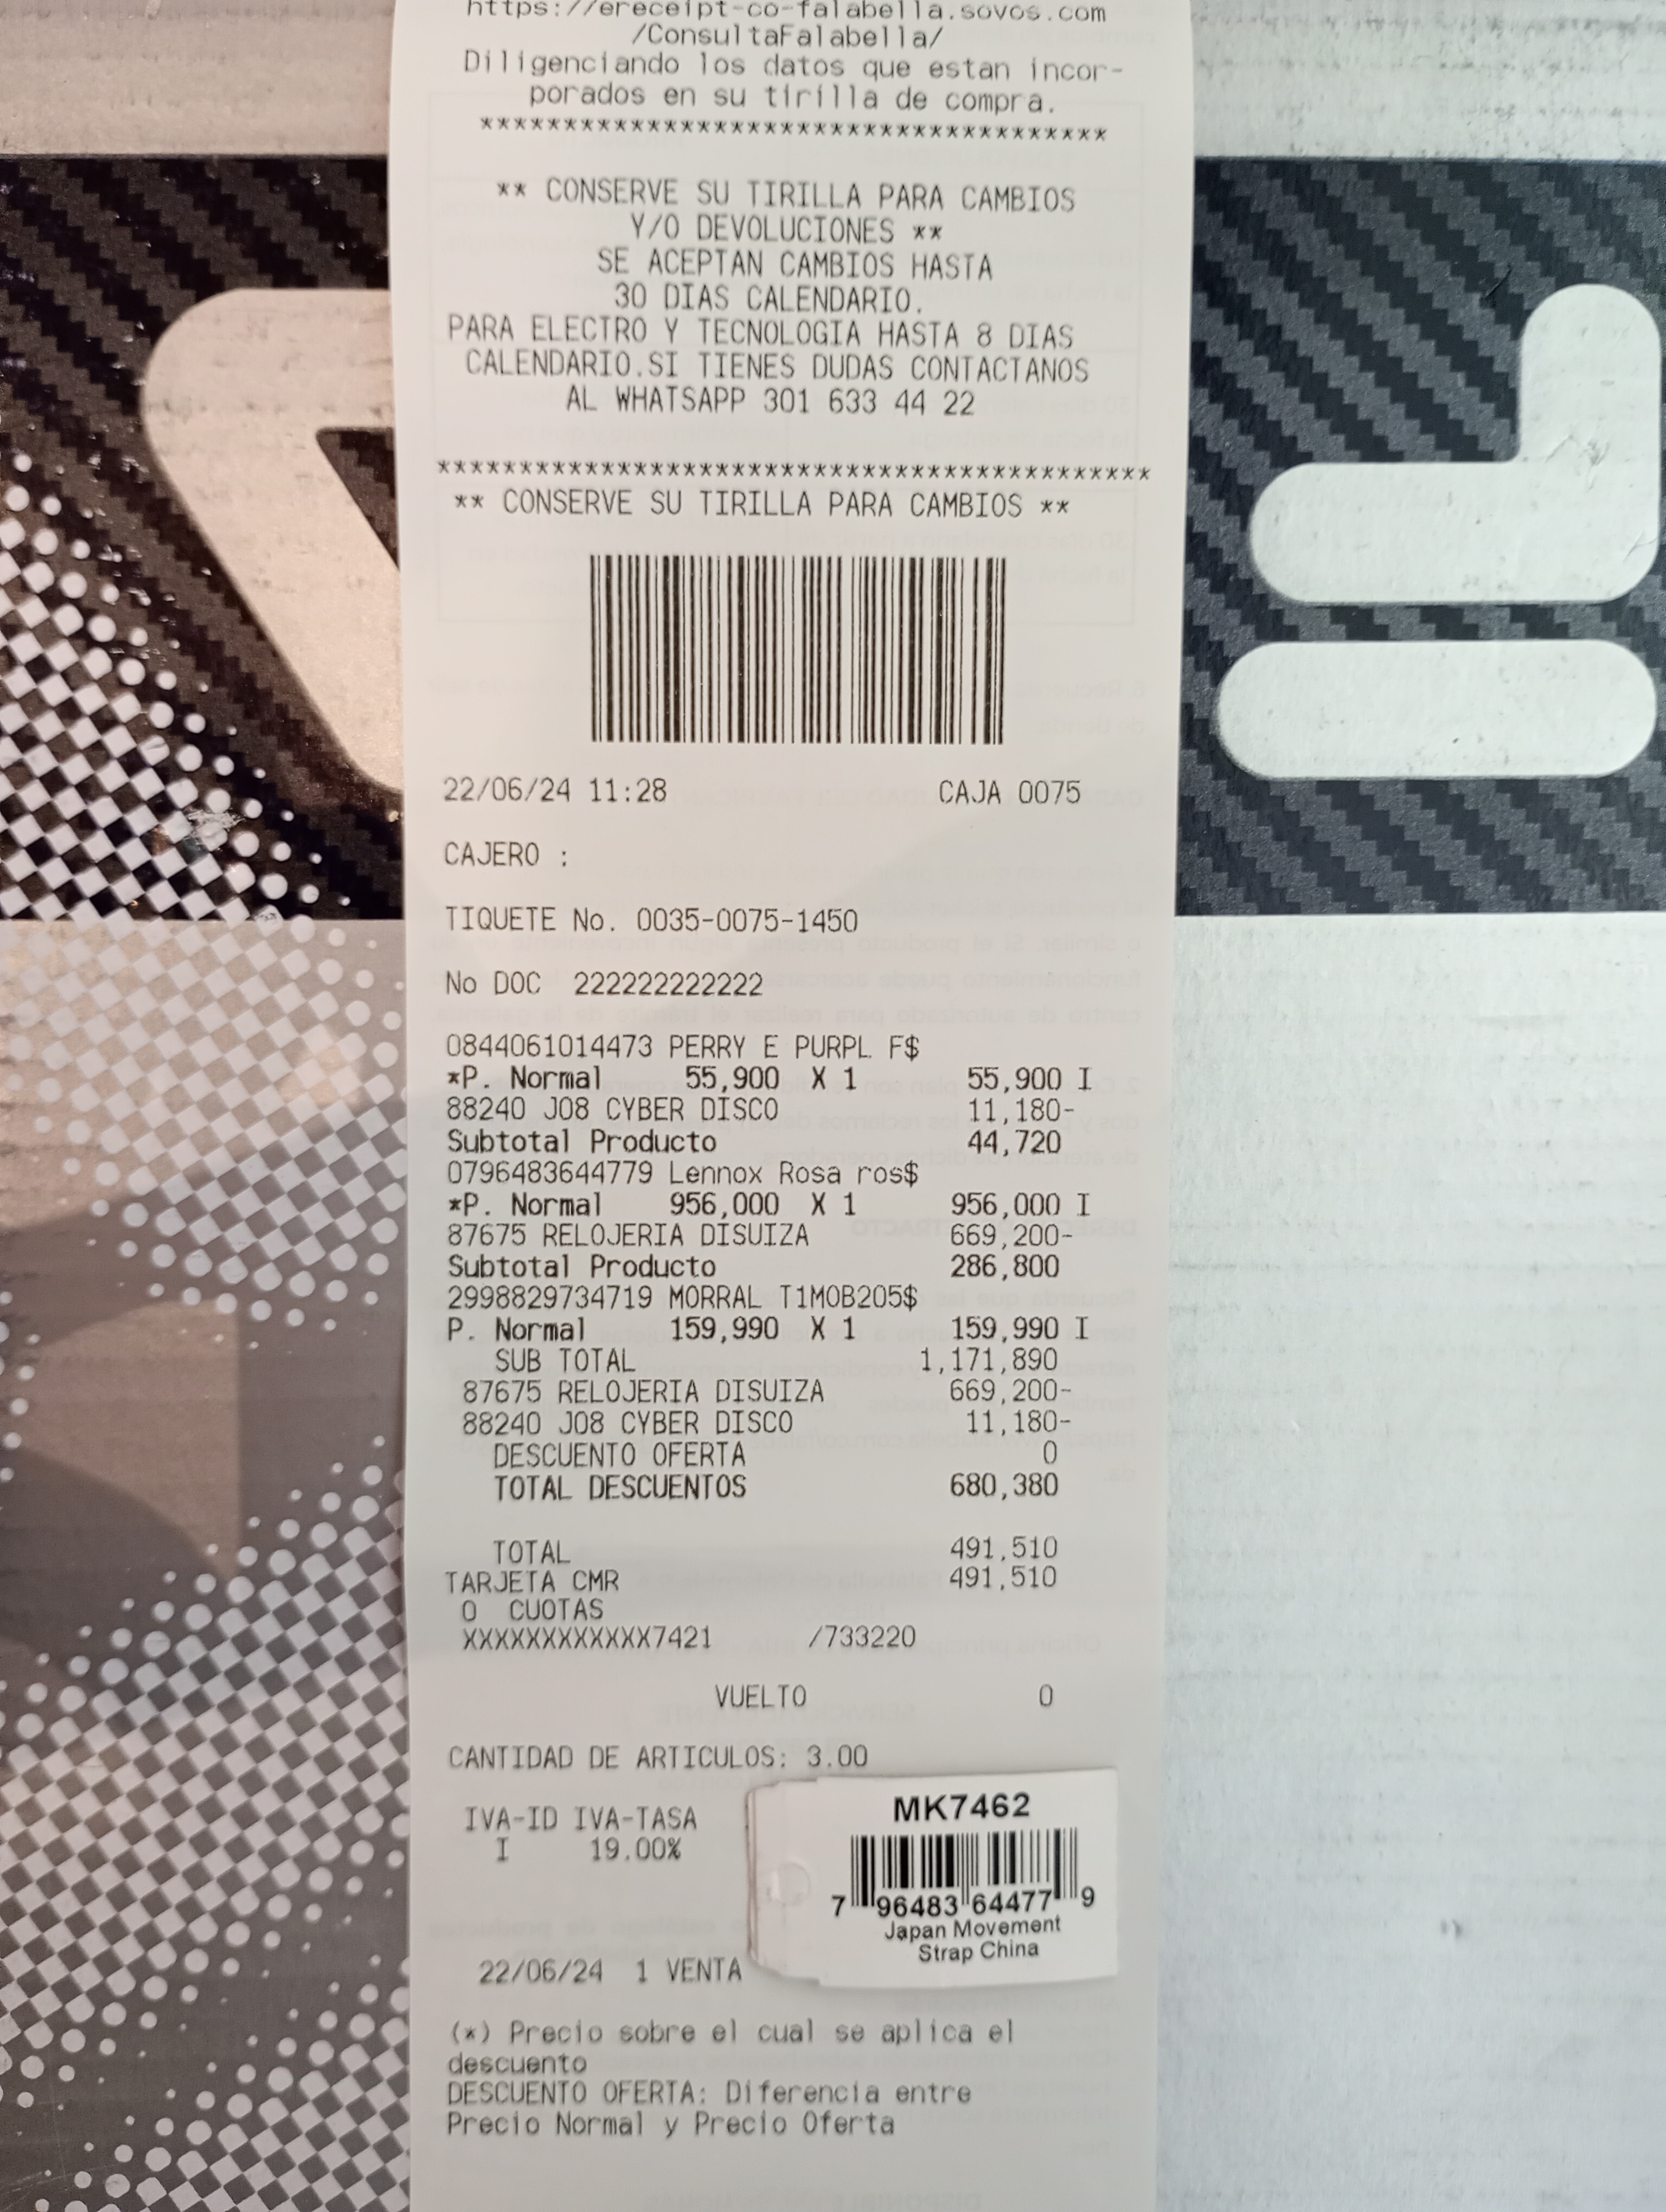 https://ereceipt-co-falabella.sovos.com
/ConsultaFalabella/
Diligenciando los datos que estan incor-
porados en su tirilla de compra.
**************************************
** CONSERVE SU TIRILLA PARA CAMBIOS
Y/O DEVOLUCIONES **
SE ACEPTAN CAMBIOS HASTA
30 DIAS CALENDARIO.
PARA ELECTRO Y TECNOLOGIA HASTA 8 DIAS
CALENDARIO.SI TIENES DUDAS CONTACTANOS
AL WHATSAPP 301 633 44 22
********************************************
** CONSERVE SU TIRILLA PARA CAMBIOS **
22/06/24 11:28 CAJA 0075
CAJERO :
TIQUETE No. 0035-0075-1450
No DOC 222222222222
0844061014473 PERRY E PURPL F$
*P. Normal 55,900 X 1 55,900 I
88240 J08 CYBER DISCO 11,180-
Subtotal Producto 44,720
0796483644779 Lennox Rosa ros$
*P. Normal 956,000 X 1 956,000 I
87675 RELOJERIA DISUIZA 669,200-
Subtotal Producto 286,800
2998829734719 MORRAL T1MOB205$
P. Normal 159,990 X 1 159,990 I
SUB TOTAL 1,171,890
87675 RELOJERIA DISUIZA 669,200-
88240 J08 CYBER DISCO 11,180-
DESCUENTO OFERTA 0
TOTAL DESCUENTOS 680,380
TOTAL 491,510
TARJETA CMR 491,510
0 CUOTAS
XXXXXXXXXXXX7421 /733220
VUELTO 0
CANTIDAD DE ARTICULOS: 3.00
IVA-ID IVA-TASA
I 19.00%
MK7462
7 96483 64477 9
Japan Movement
Strap China
22/06/24 1 VENTA
(*) Precio sobre el cual se aplica el
descuento
DESCUENTO OFERTA: Diferencia entre
Precio Normal y Precio Oferta